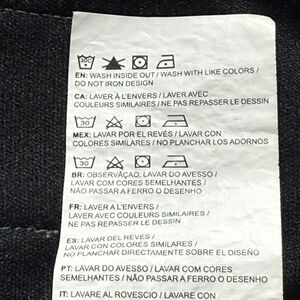 EN: WASH INSIDE OUT / WASH WITH LIKE COLORS /
DO NOT IRON DESIGN
CA: LAVER À L'ENVERS / LAVER AVEC
COULEURS SIMILAIRES / NE PAS REPASSER LE DESSIN
30
MEX: LAVAR POR EL REVÉS / LAVAR CON
COLORES SIMILARES / NO PLANCHAR LOS ADORNOS
30
BR: OBSERVAÇAO, LAVAR DO AVESSO /
LAVAR COM CORES SEMELHANTES /
NÃO PASSAR A FERRO O DESENHO
FR: LAVER A L'ENVERS /
LAVER AVEC COULEURS SIMILAIRES /
NE PAS REPASSER LE DESSIN
ES: LAVAR DEL REVÉS /
LAVAR CON COLORES SIMILARES /
NO PLANCHAR DIRECTAMENTE SOBRE EL DISEÑO
PT: LAVAR DO AVESSO / LAVAR COM CORES
SEMELHANTES / NÃO PASSAR A FERRO O DESENHO
IT: LAVARE AL ROVESCIO / LAVARE CON